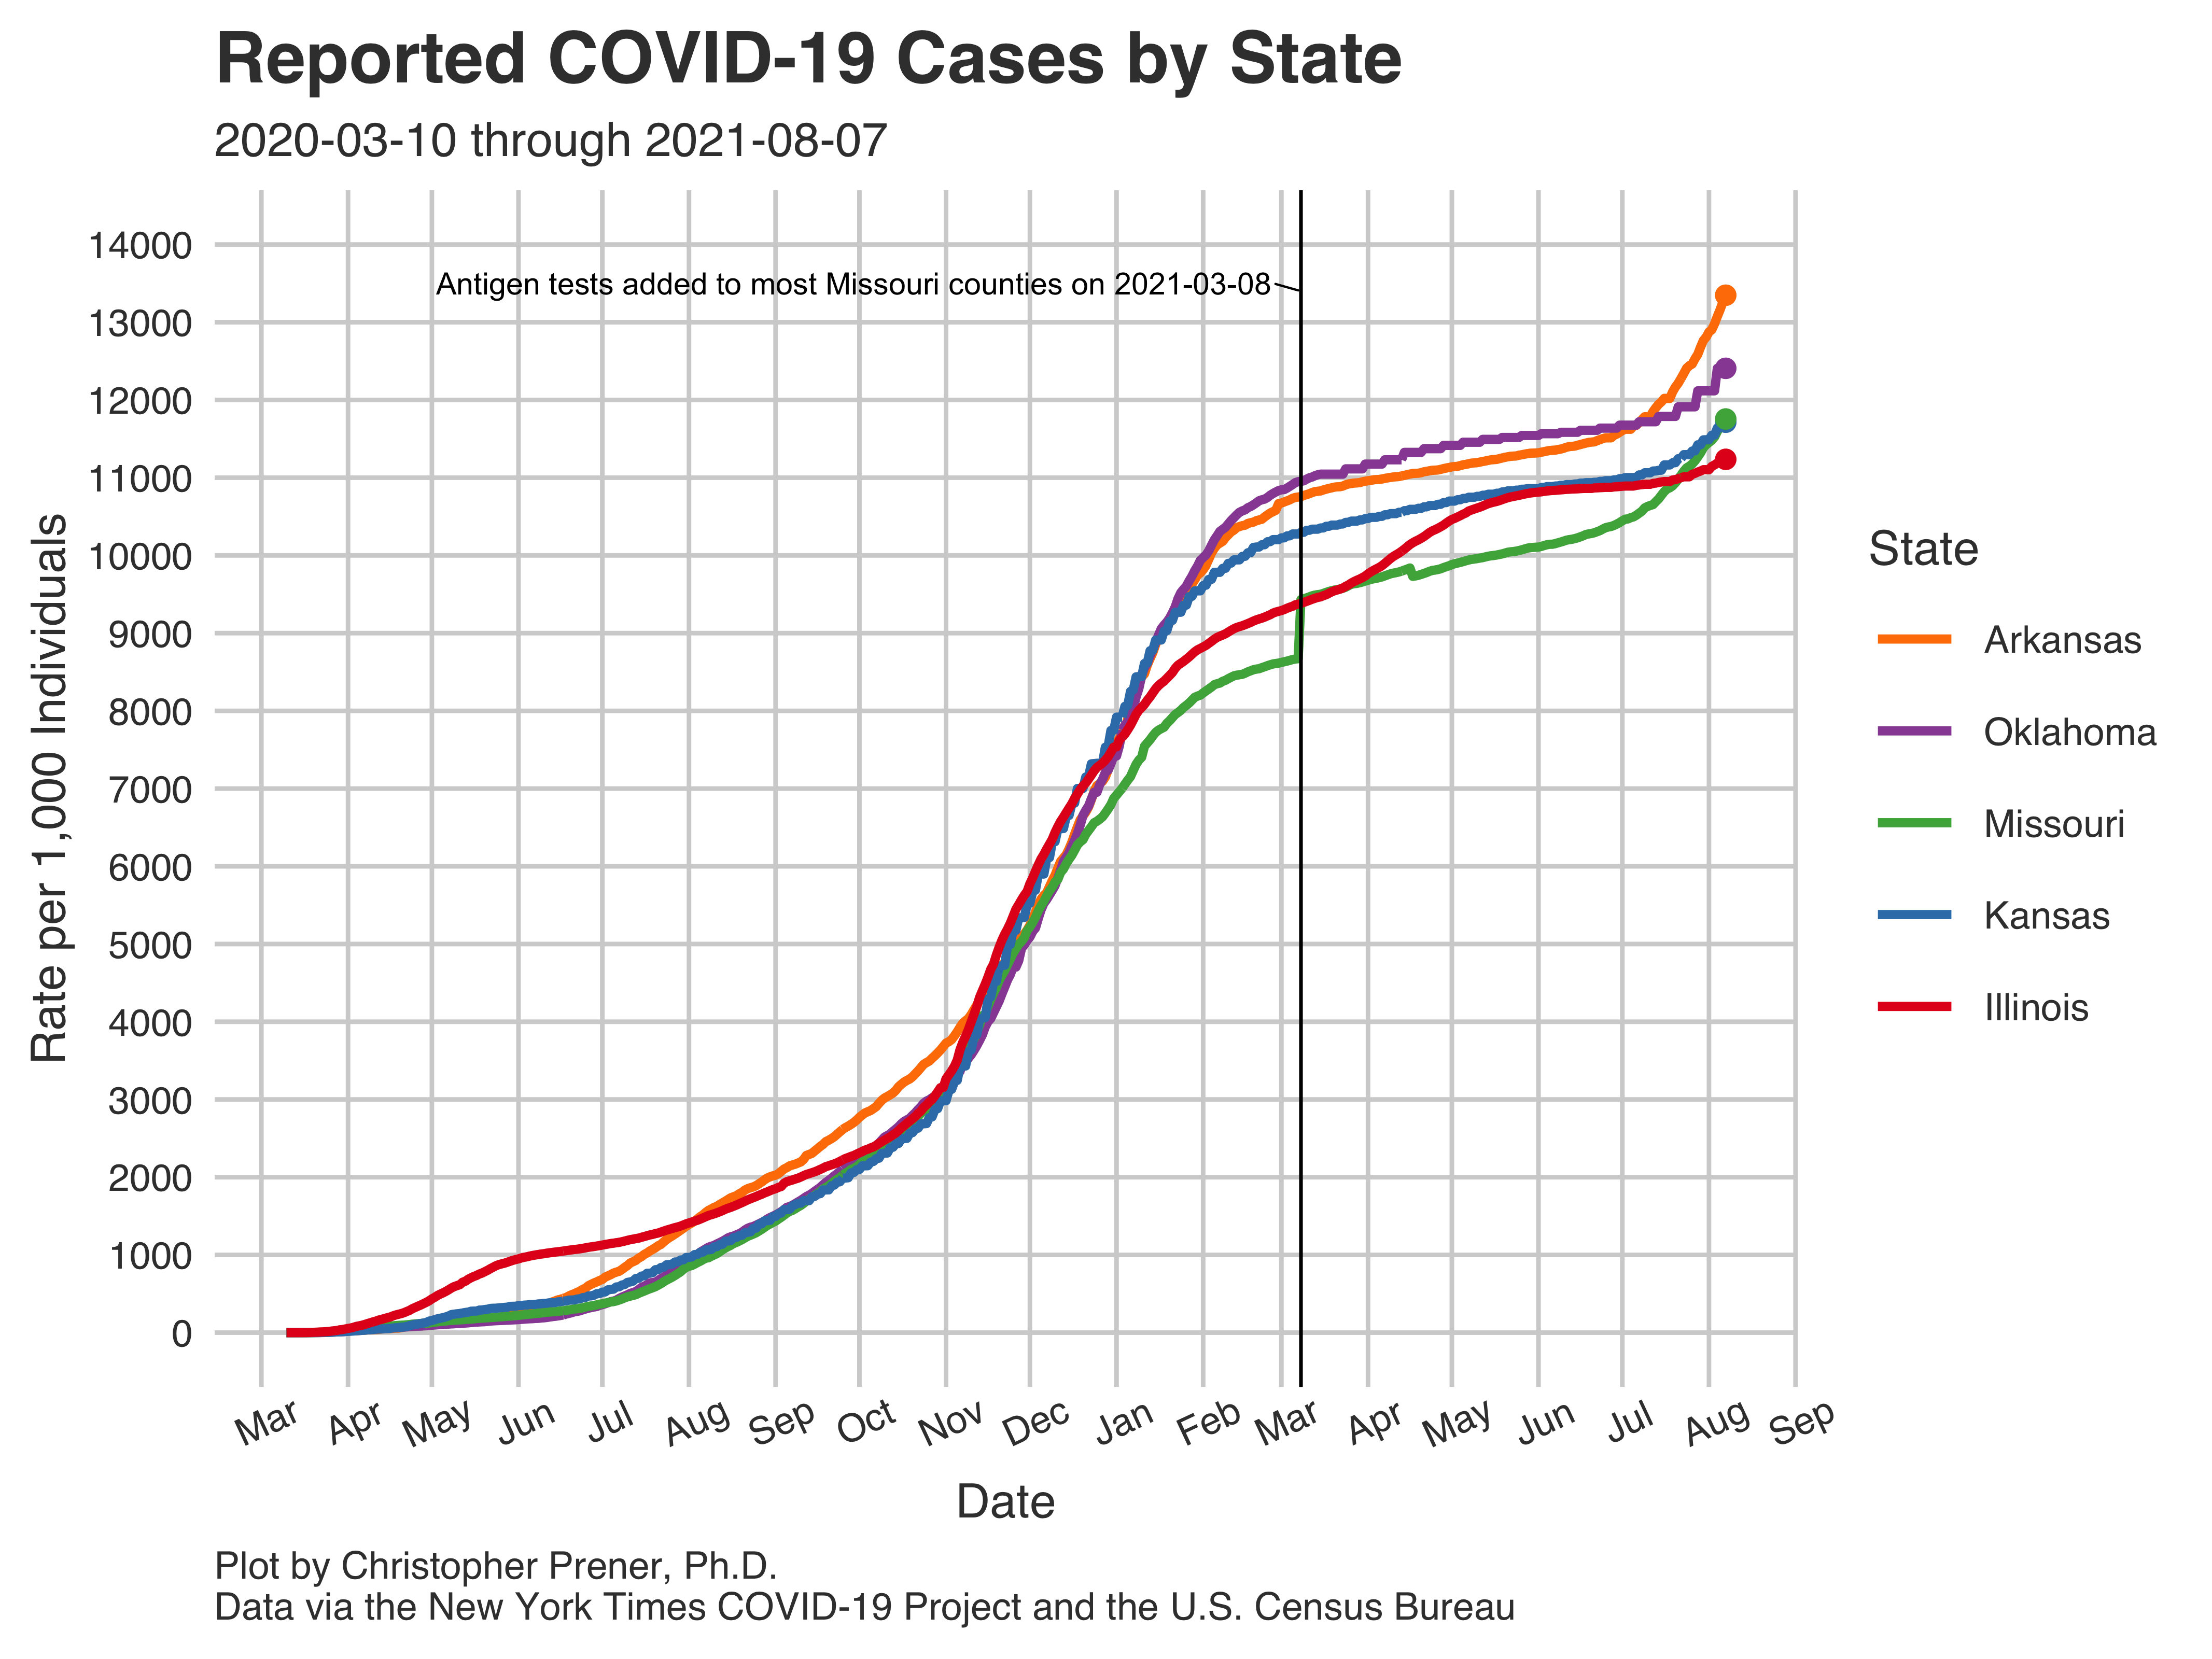 Reported COVID-19 Cases by State
2020-03-10 through 2021-08-07
Rate per 1,000 Individuals
14000
13000
12000
11000
10000
9000
8000
7000
6000
5000
4000
3000
2000
1000
0
Antigen tests added to most Missouri counties on 2021-03-08
Mar Apr May Jun Jul Aug Sep Oct Nov Dec Jan Feb Mar Apr May Jun Jul Aug Sep
Date
State
Arkansas
Oklahoma
Missouri
Kansas
Illinois
Plot by Christopher Prener, Ph.D.
Data via the New York Times COVID-19 Project and the U.S. Census Bureau